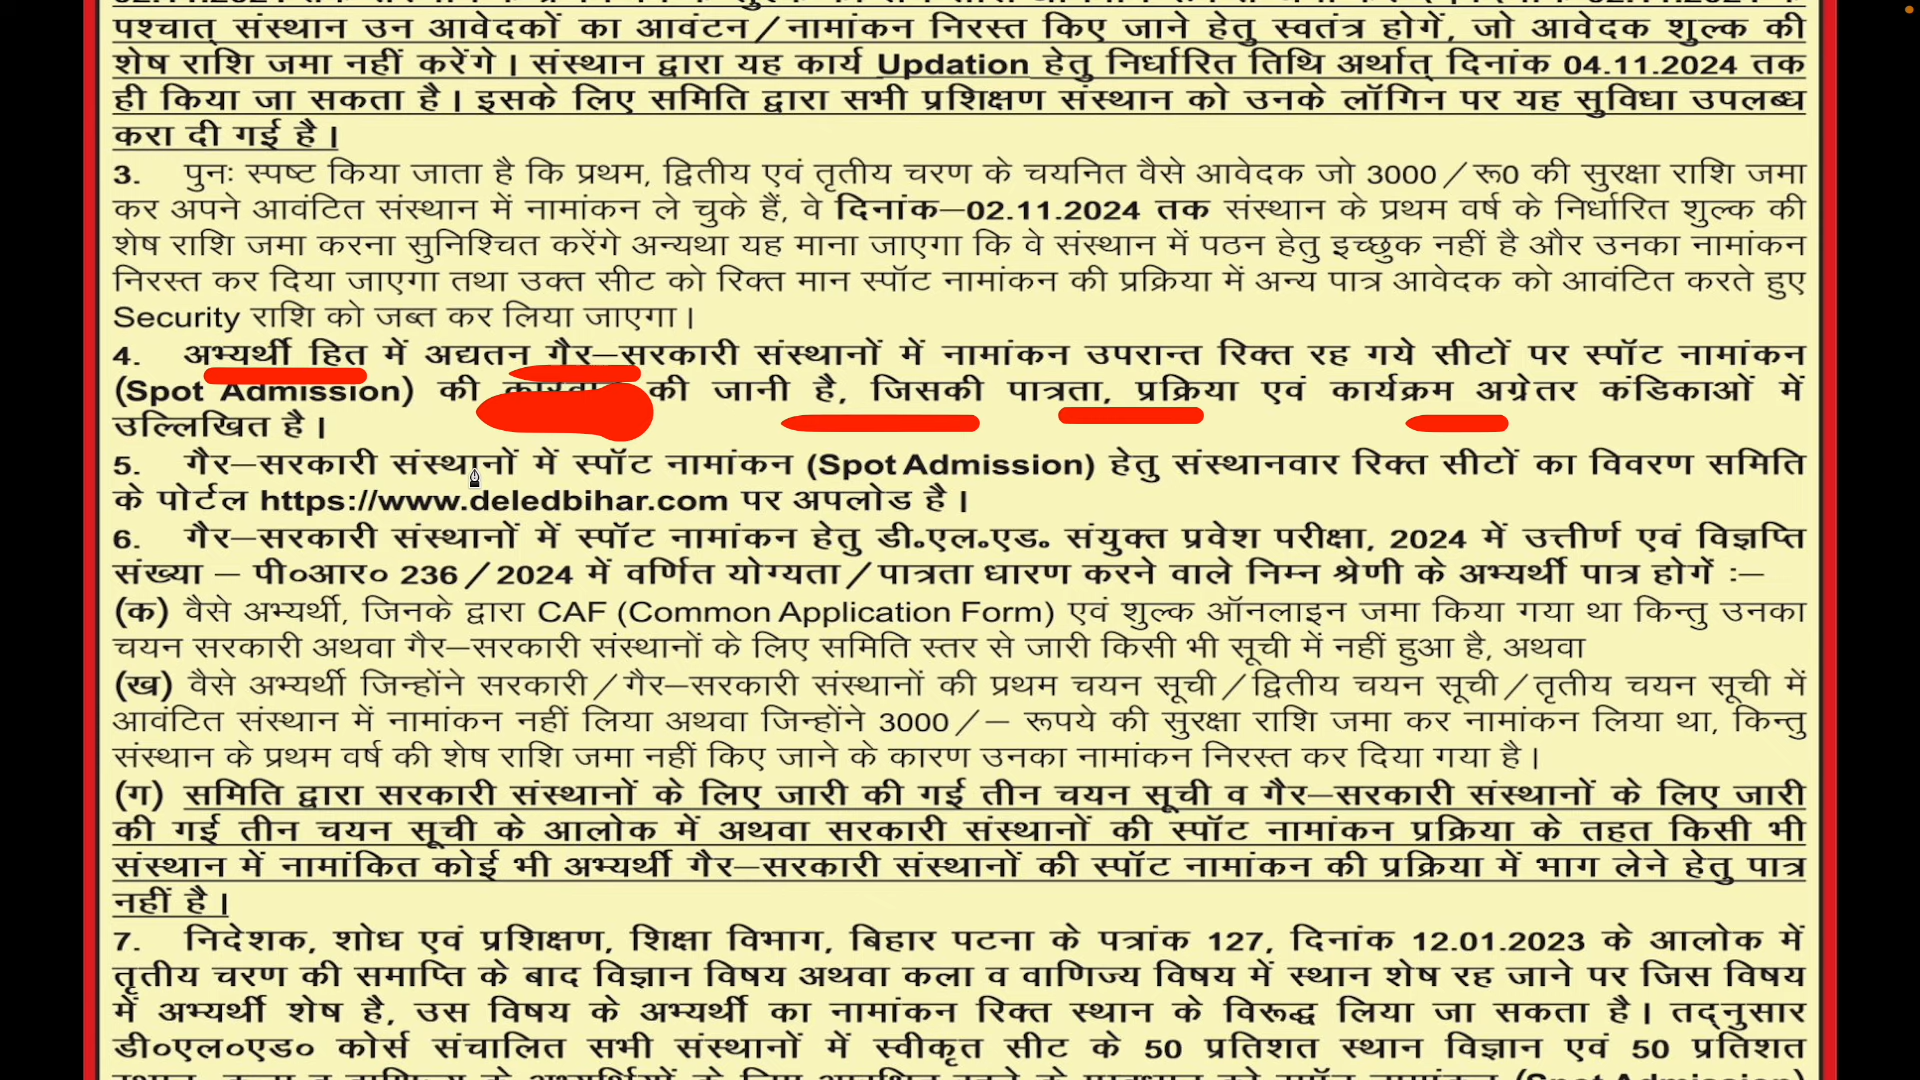 पश्चात् संस्थान उन आवेदकों का आवंटन/नामांकन निरस्त किए जाने हेतु स्वतंत्र होगें, जो आवेदक शुल्क की
शेष राशि जमा नहीं करेंगे। संस्थान द्वारा यह कार्य Updation हेतु निर्धारित तिथि अर्थात् दिनांक 04.11.2024 तक
ही किया जा सकता है। इसके लिए समिति द्वारा सभी प्रशिक्षण संस्थान को उनके लॉगिन पर यह सुविधा उपलब्ध
करा दी गई है।
3. पुनः स्पष्ट किया जाता है कि प्रथम, द्वितीय एवं तृतीय चरण के चयनित वैसे आवेदक जो 3000/रू0 की सुरक्षा राशि जमा
कर अपने आवंटित संस्थान में नामांकन ले चुके हैं, वे दिनांक–02.11.2024 तक संस्थान के प्रथम वर्ष के निर्धारित शुल्क की
शेष राशि जमा करना सुनिश्चित करेंगे अन्यथा यह माना जाएगा कि वे संस्थान में पठन हेतु इच्छुक नहीं है और उनका नामांकन
निरस्त कर दिया जाएगा तथा उक्त सीट को रिक्त मान स्पॉट नामांकन की प्रक्रिया में अन्य पात्र आवेदक को आवंटित करते हुए
Security राशि को जब्त कर लिया जाएगा।
4. अभ्यर्थी हित में अद्यतन गैर–सरकारी संस्थानों में नामांकन उपरान्त रिक्त रह गये सीटों पर स्पॉट नामांकन
(Spot Admission) की की जानी है, जिसकी पात्रता, प्रक्रिया एवं कार्यक्रम अग्रेतर कंडिकाओं में
उल्लिखित है।
5. गैर–सरकारी संस्थानों में स्पॉट नामांकन (Spot Admission) हेतु संस्थानवार रिक्त सीटों का विवरण समिति
के पोर्टल https://www.deledbihar.com पर अपलोड है।
6. गैर–सरकारी संस्थानों में स्पॉट नामांकन हेतु डी०एल०एड० संयुक्त प्रवेश परीक्षा, 2024 में उत्तीर्ण एवं विज्ञप्ति
संख्या – पी०आर० 236/2024 में वर्णित योग्यता/पात्रता धारण करने वाले निम्न श्रेणी के अभ्यर्थी पात्र होगें :–
(क) वैसे अभ्यर्थी, जिनके द्वारा CAF (Common Application Form) एवं शुल्क ऑनलाइन जमा किया गया था किन्तु उनका
चयन सरकारी अथवा गैर–सरकारी संस्थानों के लिए समिति स्तर से जारी किसी भी सूची में नहीं हुआ है, अथवा
(ख) वैसे अभ्यर्थी जिन्होंने सरकारी/गैर–सरकारी संस्थानों की प्रथम चयन सूची/द्वितीय चयन सूची/तृतीय चयन सूची में
आवंटित संस्थान में नामांकन नहीं लिया अथवा जिन्होंने 3000/– रूपये की सुरक्षा राशि जमा कर नामांकन लिया था, किन्तु
संस्थान के प्रथम वर्ष की शेष राशि जमा नहीं किए जाने के कारण उनका नामांकन निरस्त कर दिया गया है।
(ग) समिति द्वारा सरकारी संस्थानों के लिए जारी की गई तीन चयन सूची व गैर–सरकारी संस्थानों के लिए जारी
की गई तीन चयन सूची के आलोक में अथवा सरकारी संस्थानों की स्पॉट नामांकन प्रक्रिया के तहत किसी भी
संस्थान में नामांकित कोई भी अभ्यर्थी गैर–सरकारी संस्थानों की स्पॉट नामांकन की प्रक्रिया में भाग लेने हेतु पात्र
नहीं है।
7. निदेशक, शोध एवं प्रशिक्षण, शिक्षा विभाग, बिहार पटना के पत्रांक 127, दिनांक 12.01.2023 के आलोक में
तृतीय चरण की समाप्ति के बाद विज्ञान विषय अथवा कला व वाणिज्य विषय में स्थान शेष रह जाने पर जिस विषय
में अभ्यर्थी शेष है, उस विषय के अभ्यर्थी का नामांकन रिक्त स्थान के विरूद्ध लिया जा सकता है। तद्नुसार
डी०एल०एड० कोर्स संचालित सभी संस्थानों में स्वीकृत सीट के 50 प्रतिशत स्थान विज्ञान एवं 50 प्रतिशत